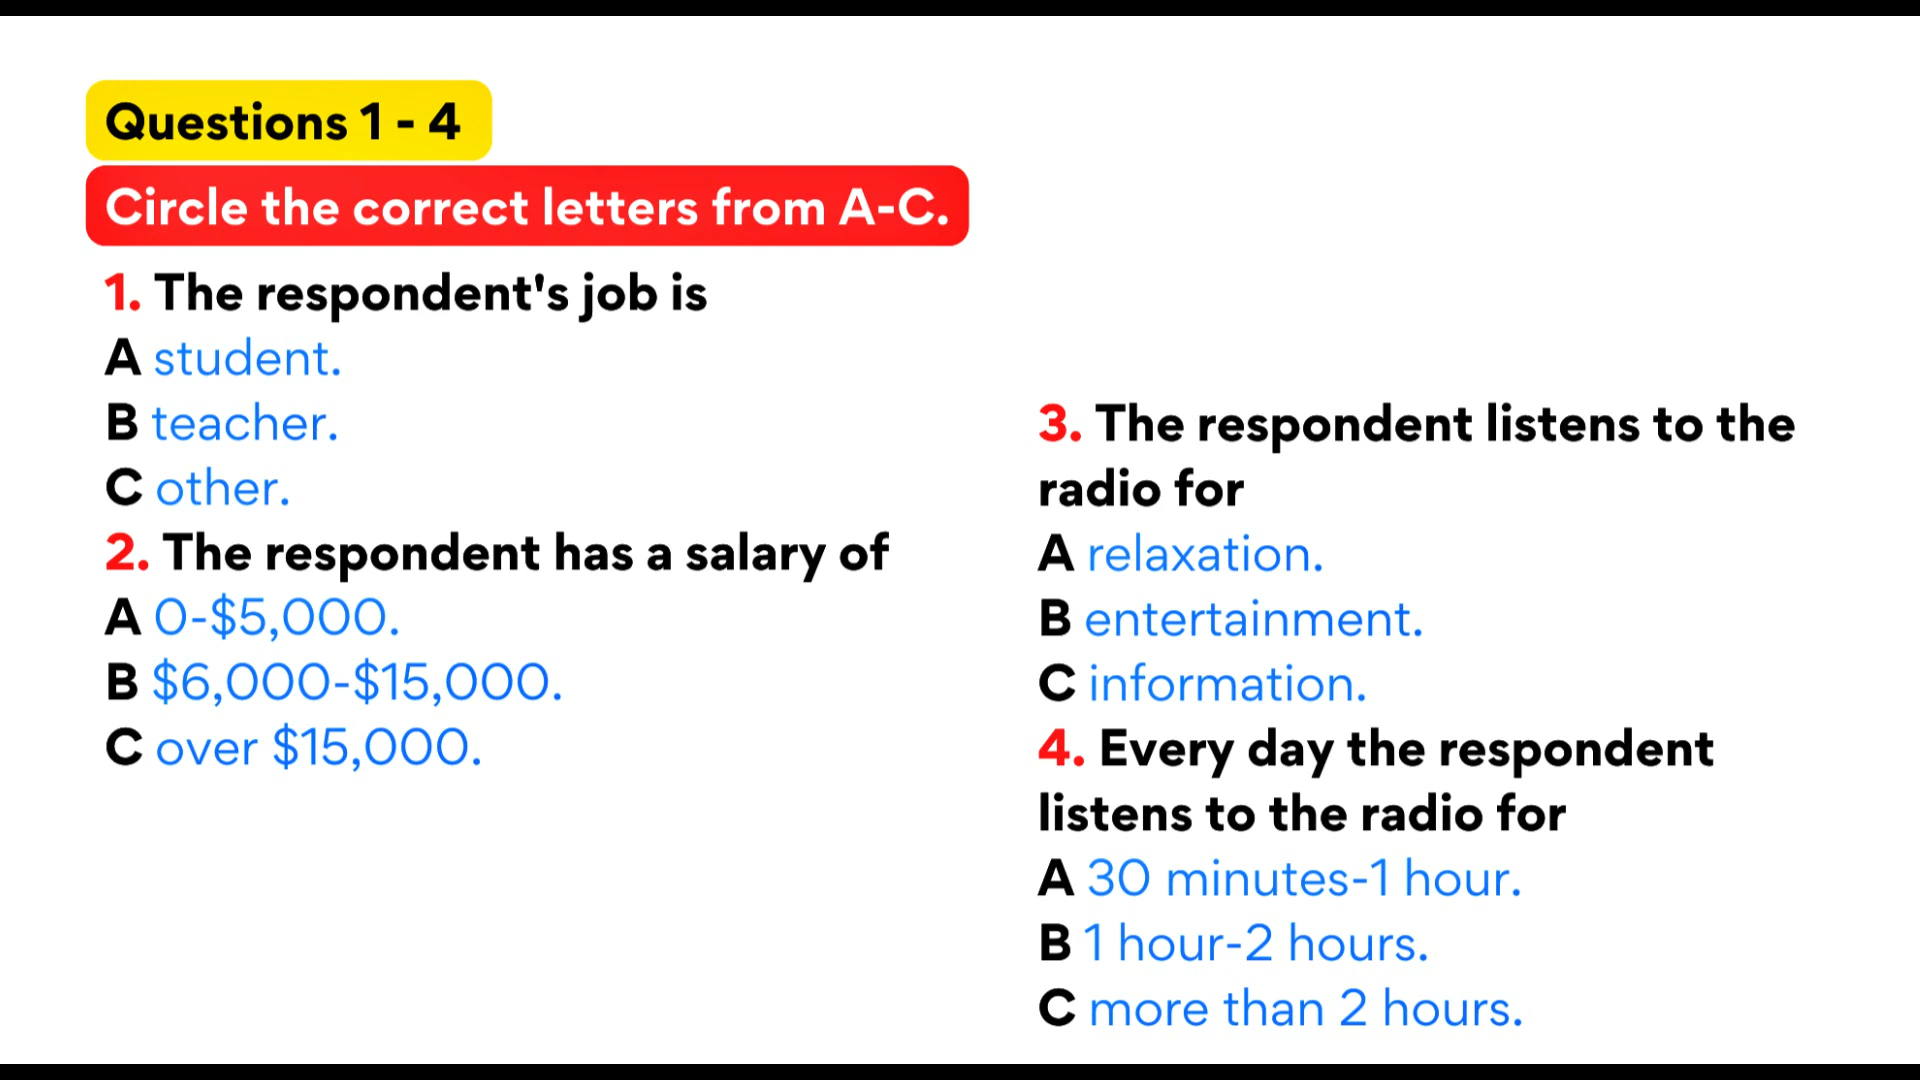 Questions 1 - 4
Circle the correct letters from A-C.
1. The respondent's job is
A student.
B teacher.
C other.
2. The respondent has a salary of
A 0-$5,000.
B $6,000-$15,000.
C over $15,000.
3. The respondent listens to the
radio for
A relaxation.
B entertainment.
C information.
4. Every day the respondent
listens to the radio for
A 30 minutes-1 hour.
B 1 hour-2 hours.
C more than 2 hours.